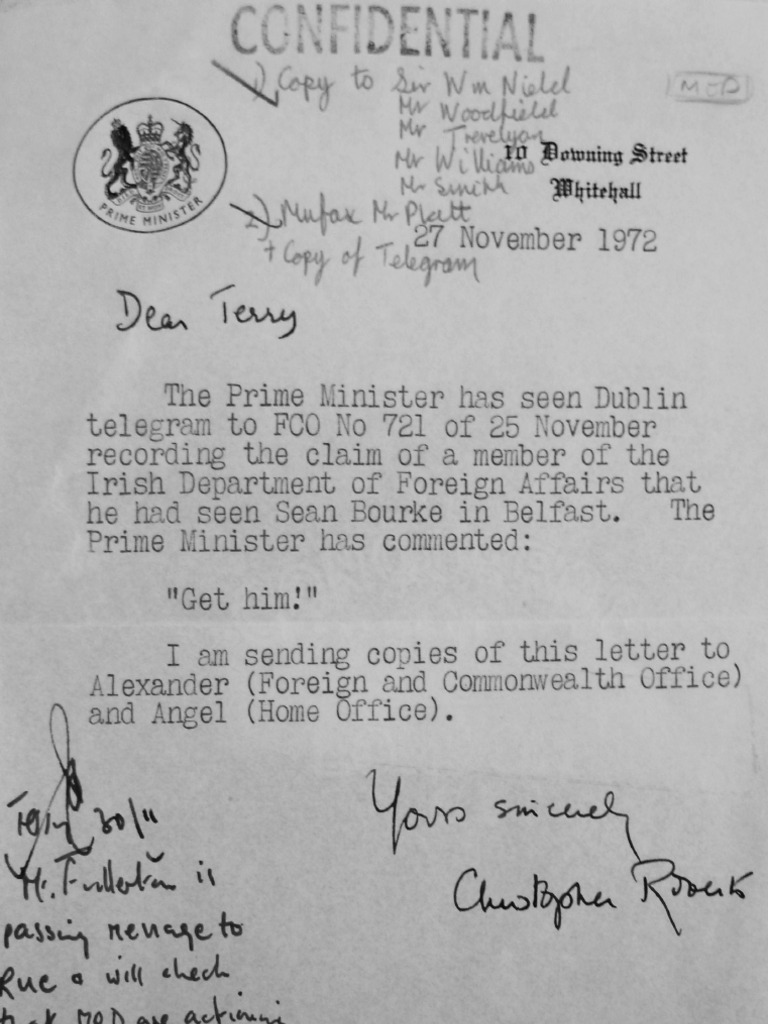 CONFIDENTIAL
1) Copy to Sir Wm Nield
Mr Woodfield
Mr Trevelyan
Mr Williams
Mr Smith
MOD
PRIME MINISTER
10 Downing Street
Whitehall
2) Mufax Mr Platt
+ Copy of Telegram
27 November 1972
Dear Terry
The Prime Minister has seen Dublin
telegram to FCO No 721 of 25 November
recording the claim of a member of the
Irish Department of Foreign Affairs that
he had seen Sean Bourke in Belfast. The
Prime Minister has commented:
"Get him!"
I am sending copies of this letter to
Alexander (Foreign and Commonwealth Office)
and Angel (Home Office).
Yours sincerely
Christopher Roberts
30/11
Mr. Fullerton is
passing message to
RUC & will check
MOD are actioning